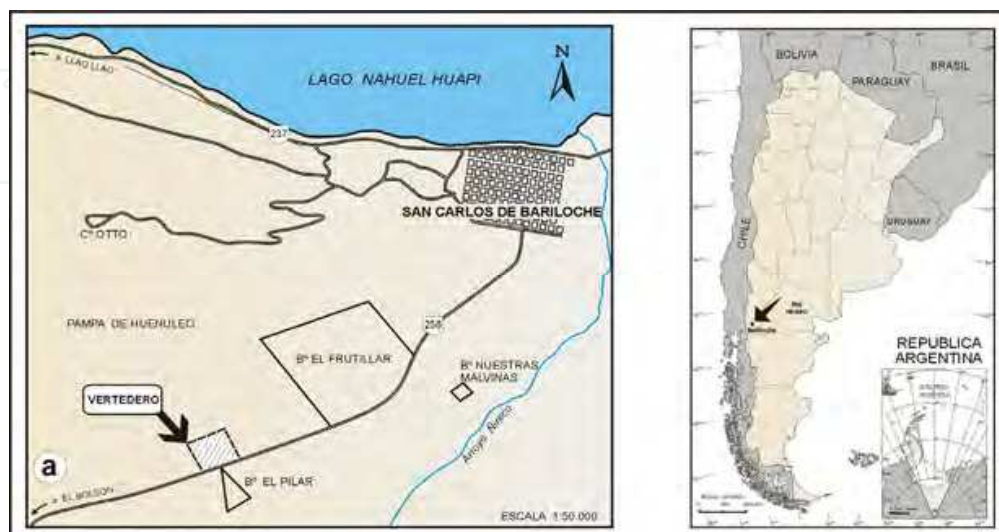 N
LAGO NAHUEL HUAPI
A LLAO LLAO
237
SAN CARLOS DE BARILOCHE
Cº OTTO
258
PAMPA DE HUENULEO
Bº EL FRUTILLAR
Bº NUESTRAS
MALVINAS
VERTEDERO
Arroyo Ñireco
a
Bº EL PILAR
A EL BOLSON
ESCALA 1:50.000
BOLIVIA
PARAGUAY
BRASIL
CHILE
URUGUAY
REPUBLICA
ARGENTINA